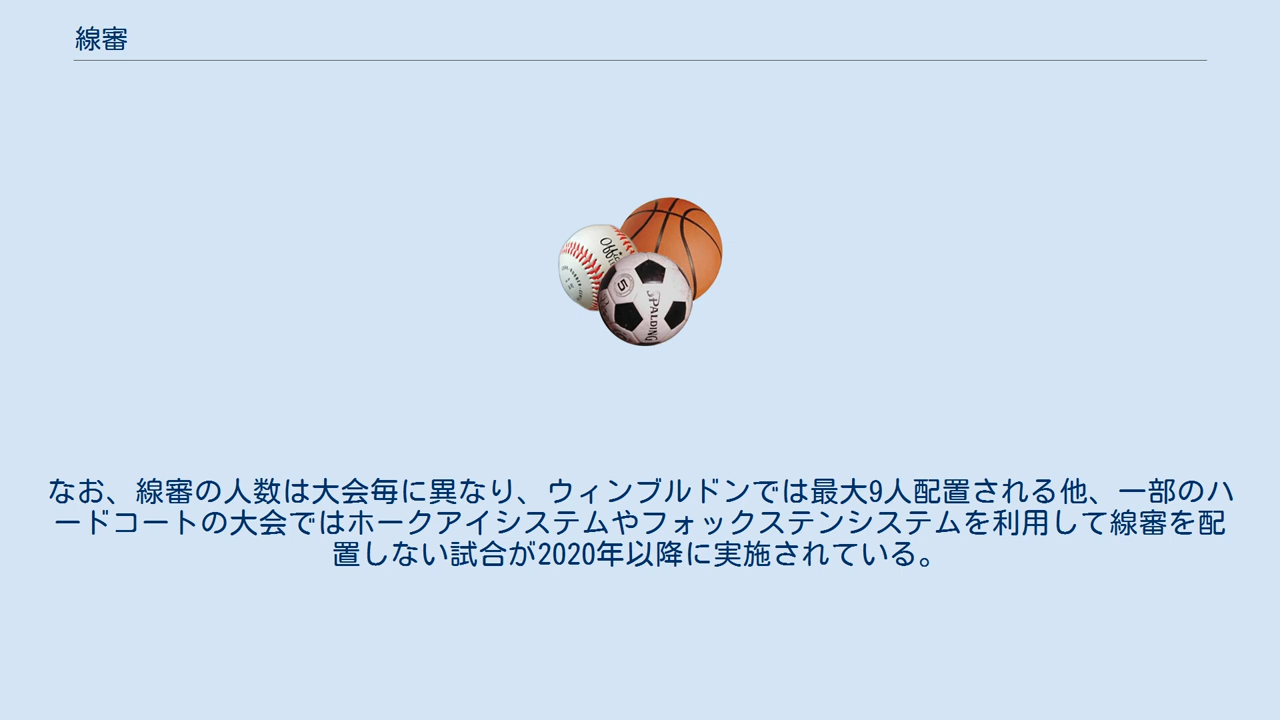 線審
Offic
5
SPALDING
なお、線審の人数は大会毎に異なり、ウィンブルドンでは最大9人配置される他、一部のハ
ードコートの大会ではホークアイシステムやフォックステンシステムを利用して線審を配
置しない試合が2020年以降に実施されている。